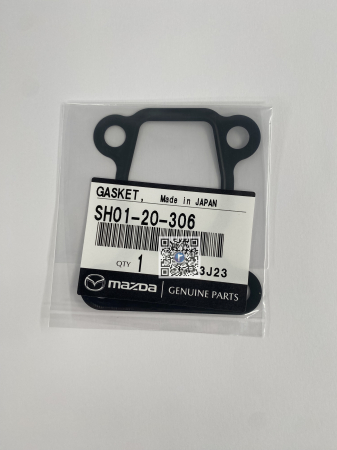 GASKET, Made in JAPAN
SH01-20-306
QTY 1 3J23
mazda GENUINE PARTS